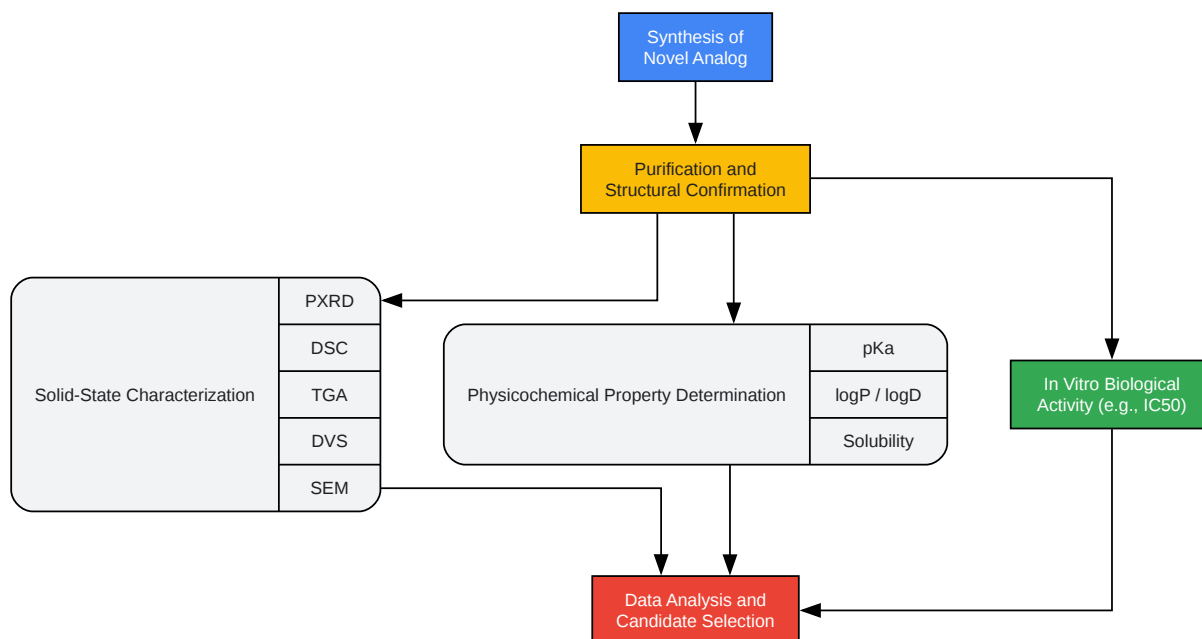 Synthesis of
Novel Analog
Purification and
Structural Confirmation
Solid-State Characterization
PXRD
DSC
TGA
DVS
SEM
Physicochemical Property Determination
pKa
logP / logD
Solubility
In Vitro Biological
Activity (e.g., IC50)
Data Analysis and
Candidate Selection